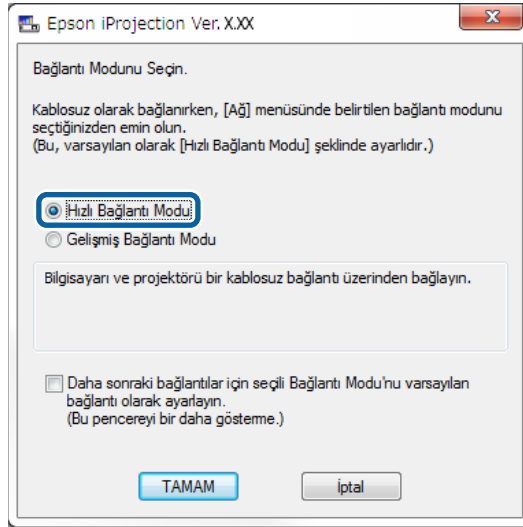 Epson iProjection Ver. X.XX
Bağlantı Modunu Seçin.
Kablosuz olarak bağlanırken, [Ağ] menüsünde belirtilen bağlantı modunu
seçtiğinizden emin olun.
(Bu, varsayılan olarak [Hızlı Bağlantı Modu] şeklinde ayarlıdır.)
Hızlı Bağlantı Modu
Gelişmiş Bağlantı Modu
Bilgisayarı ve projektörü bir kablosuz bağlantı üzerinden bağlayın.
Daha sonraki bağlantılar için seçili Bağlantı Modu'nu varsayılan
bağlantı olarak ayarlayın.
(Bu pencereyi bir daha gösterme.)
TAMAM
İptal